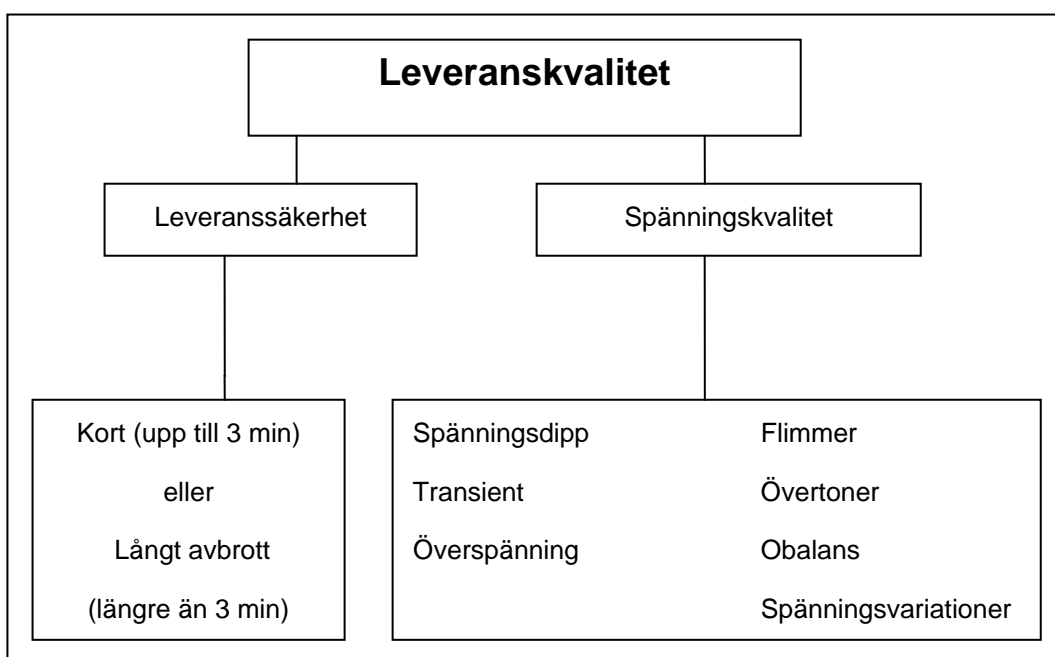 Leveranskvalitet
Leveranssäkerhet
Spänningskvalitet
Kort (upp till 3 min)
eller
Långt avbrott
(längre än 3 min)
Spänningsdipp
Transient
Överspänning
Flimmer
Övertoner
Obalans
Spänningsvariationer